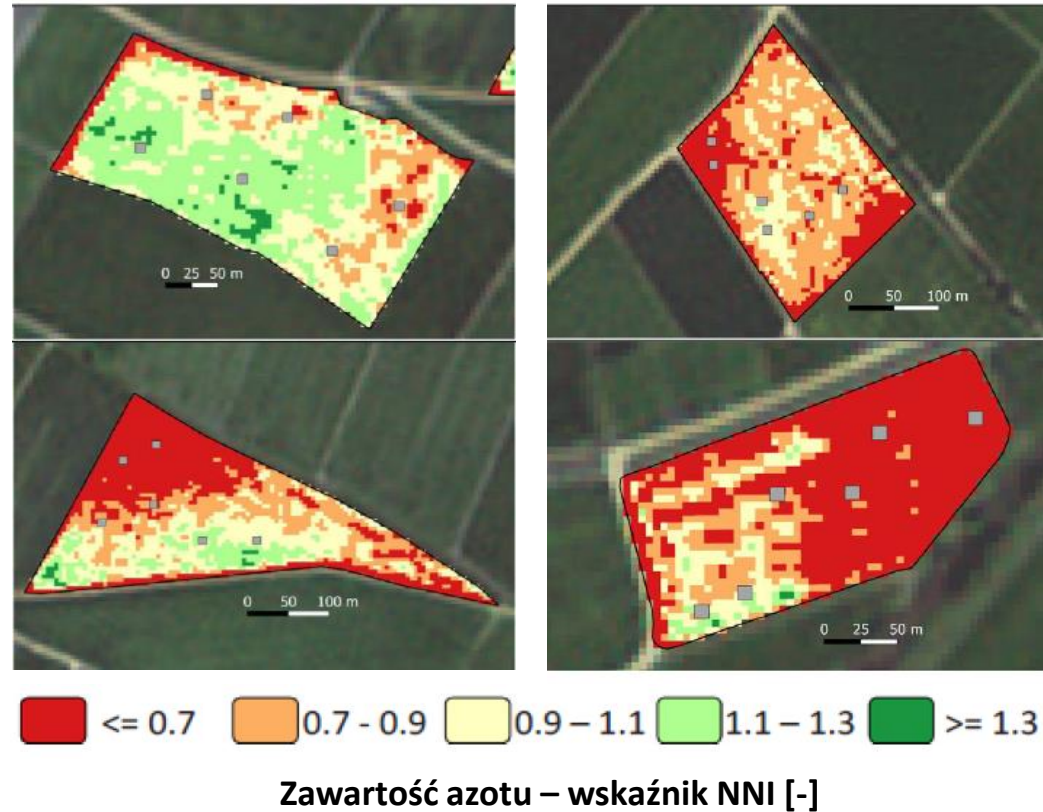 0 25 50 m
0 50 100 m
0 50 100 m
0 25 50 m
<= 0.7 0.7 - 0.9 0.9 – 1.1 1.1 – 1.3 >= 1.3
Zawartość azotu – wskaźnik NNI [-]